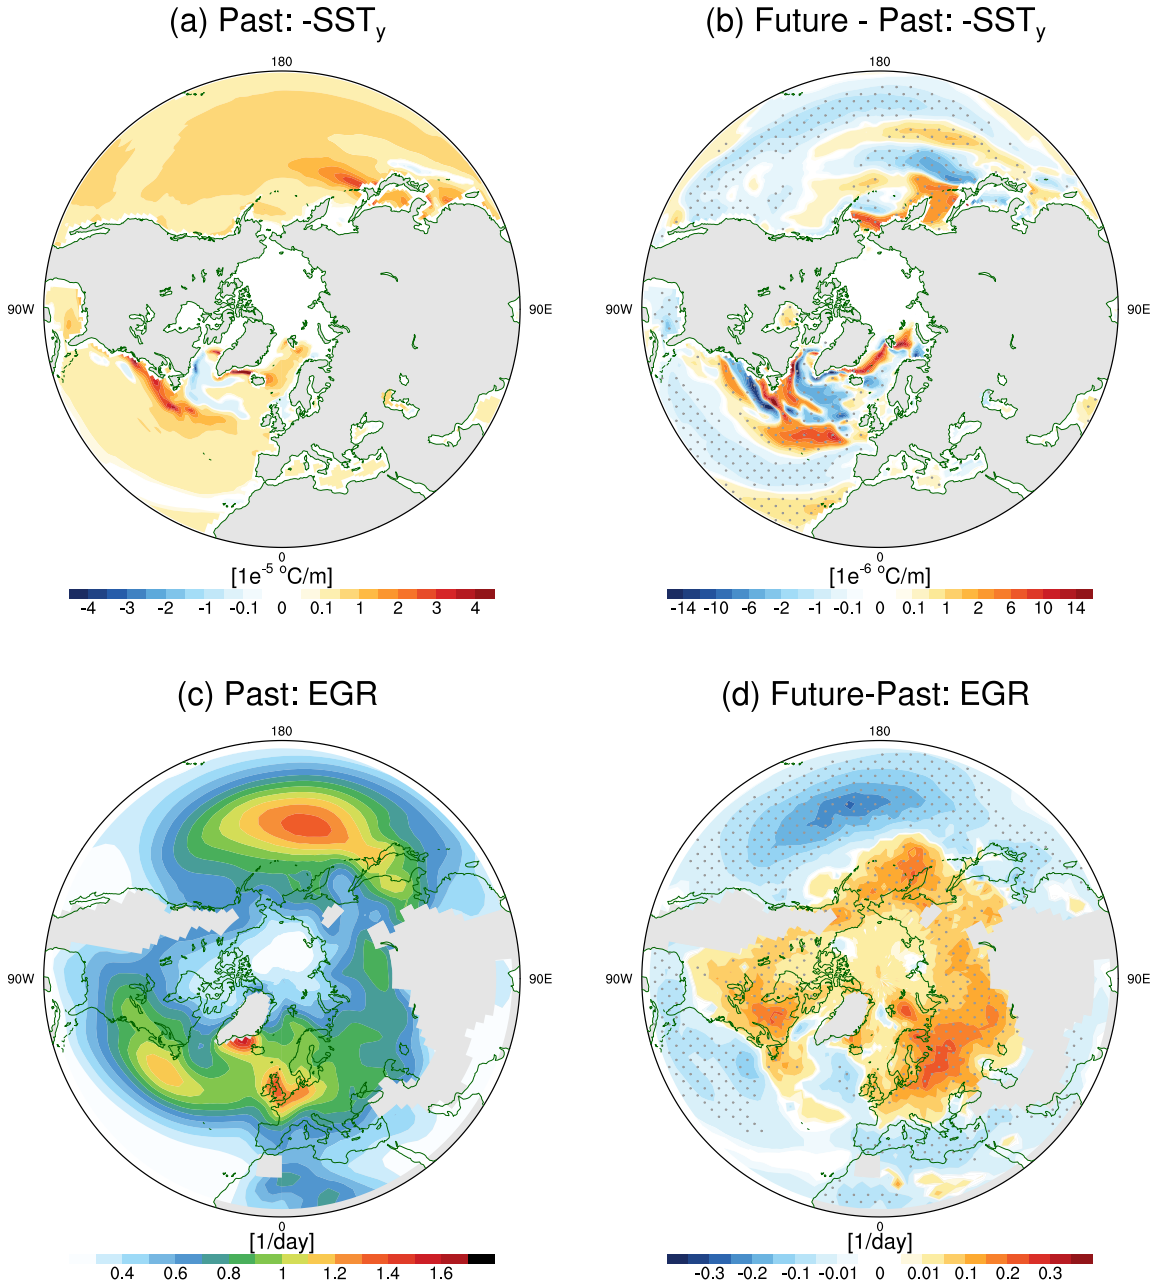 (a) Past: -SSTy
(b) Future - Past: -SSTy
180
180
90W
90E
90W
90E
0
0
[1e-5 oC/m]
[1e-6 oC/m]
-4 -3 -2 -1 -0.1 0 0.1 1 2 3 4
-14 -10 -6 -2 -1 -0.1 0 0.1 1 2 6 10 14
(c) Past: EGR
(d) Future-Past: EGR
180
180
90W
90E
90W
90E
0
0
[1/day]
[1/day]
0.4 0.6 0.8 1 1.2 1.4 1.6
-0.3 -0.2 -0.1 -0.01 0.01 0.1 0.2 0.3